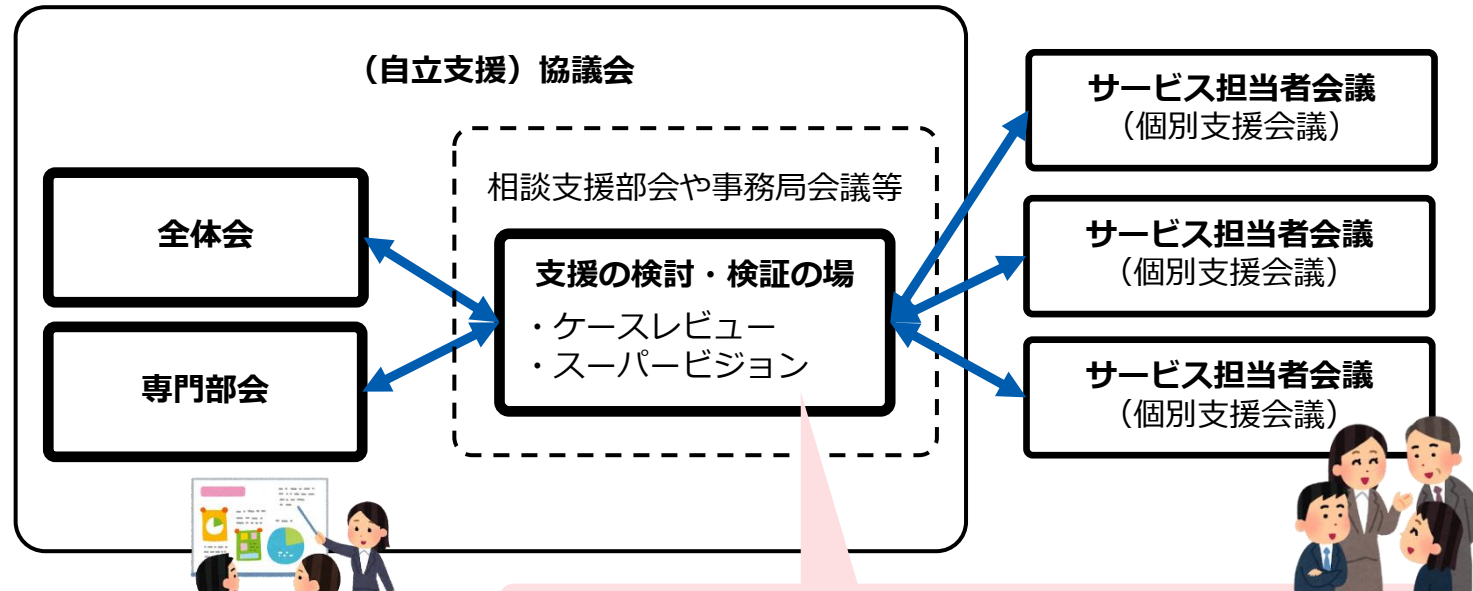 （自立支援）協議会
全体会
専門部会
相談支援部会や事務局会議等
支援の検討・検証の場
・ケースレビュー
・スーパービジョン
サービス担当者会議
（個別支援会議）
サービス担当者会議
（個別支援会議）
サービス担当者会議
（個別支援会議）